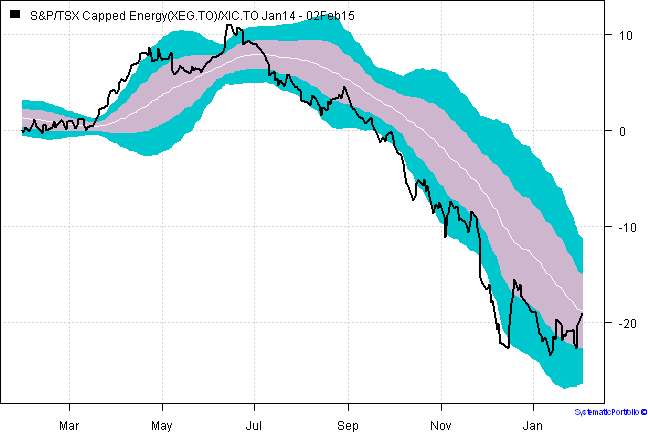 S&P/TSX Capped Energy(XEG.TO)/XIC.TO Jan14 - 02Feb15
10
0
-10
-20
Mar May Jul Sep Nov Jan
SystematicPortfolio ©